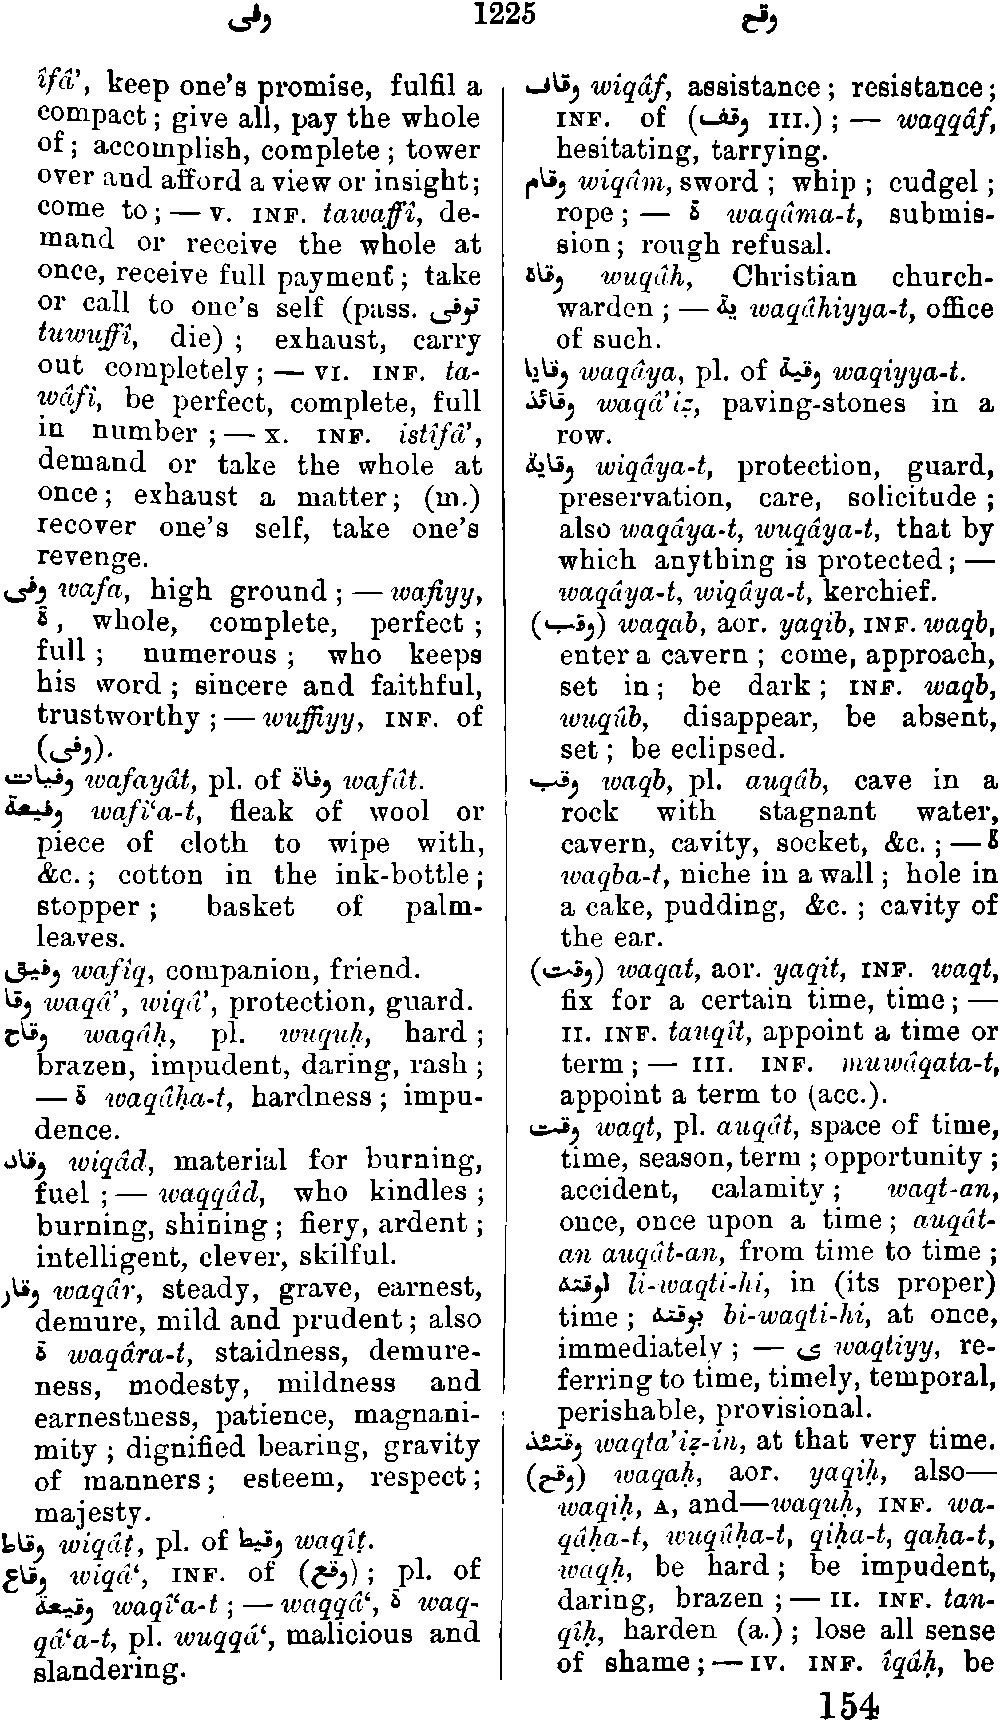 وفى 1225 وقح
îfâ’, keep one’s promise, fulfil a
compact ; give all, pay the whole
of ; accomplish, complete ; tower
over and afford a view or insight;
come to ; — v. INF. tawaffî, de-
mand or receive the whole at
once, receive full payment ; take
or call to one’s self (pass. توفى
tuwuffî, die) ; exhaust, carry
out completely ; — VI. INF. ta-
wâfî, be perfect, complete, full
in number ; — X. INF. istîfâ’,
demand or take the whole at
once; exhaust a matter; (m.)
recover one’s self, take one’s
revenge.
وفى wafa, high ground ; — wafiyy,
ة , whole, complete, perfect ;
full ; numerous ; who keeps
his word ; sincere and faithful,
trustworthy ; — wuffiyy, INF. of
(وفى).
وفيات wafayât, pl. of وفاة wafât.
وفيعة wafî‘a-t, fleak of wool or
piece of cloth to wipe with,
&c. ; cotton in the ink-bottle ;
stopper ; basket of palm-
leaves.
وفيق wafîq, companion, friend.
وقا waqâ’, wiqâ’, protection, guard.
وقاح waqâḥ, pl. wuquḥ, hard ;
brazen, impudent, daring, rash ;
— ة waqâḥa-t, hardness ; impu-
dence.
وقاد wiqâd, material for burning,
fuel ; — waqqâd, who kindles ;
burning, shining ; fiery, ardent ;
intelligent, clever, skilful.
وقار waqâr, steady, grave, earnest,
demure, mild and prudent ; also
ة waqâra-t, staidness, demure-
ness, modesty, mildness and
earnestness, patience, magnani-
mity ; dignified bearing, gravity
of manners ; esteem, respect ;
majesty.
وقاط wiqâṭ, pl. of وقيط waqîṭ.
وقاع wiqâ‘, INF. of (وقع) ; pl. of
وقيعة waqî‘a-t ; — waqqâ‘, ة waq-
qâ‘a-t, pl. wuqqâ‘, malicious and
slandering.
وقاف wiqâf, assistance ; resistance ;
INF. of (وقف III.) ; — waqqâf,
hesitating, tarrying.
وقام wiqâm, sword ; whip ; cudgel ;
rope ; — ة waqâma-t, submis-
sion ; rough refusal.
وقاه wuqâh, Christian church-
warden ; — ية waqâhiyya-t, office
of such.
وقايا waqâya, pl. of وقية waqiyya-t.
وقائذ waqâ’iẕ, paving-stones in a
row.
وقاية wiqâya-t, protection, guard,
preservation, care, solicitude ;
also waqâya-t, wuqâya-t, that by
which anything is protected ; —
waqâya-t, wiqâya-t, kerchief.
(وقب) waqab, aor. yaqib, INF. waqb,
enter a cavern ; come, approach,
set in ; be dark ; INF. waqb,
wuqûb, disappear, be absent,
set ; be eclipsed.
وقب waqb, pl. auqâb, cave in a
rock with stagnant water,
cavern, cavity, socket, &c. ; — ة
waqba-t, niche in a wall ; hole in
a cake, pudding, &c. ; cavity of
the ear.
(وقت) waqat, aor. yaqit, INF. waqt,
fix for a certain time, time ; —
II. INF. tauqît, appoint a time or
term ; — III. INF. muwâqata-t,
appoint a term to (acc.).
وقت waqt, pl. auqât, space of time,
time, season, term ; opportunity ;
accident, calamity ; waqt-an,
once, once upon a time ; auqât-
an auqât-an, from time to time ;
لوقته li-waqti-hi, in (its proper)
time ; بوقته bi-waqti-hi, at once,
immediately ; — ى waqtiyy, re-
ferring to time, timely, temporal,
perishable, provisional.
وقتئذ waqta’iẕ-in, at that very time.
(وقح) waqaḥ, aor. yaqiḥ, also—
waqiḥ, A, and—waquḥ, INF. wa-
qâḥa-t, wuqûḥa-t, qiḥa-t, qaḥa-t,
waqḥ, be hard ; be impudent,
daring, brazen ; — II. INF. tan-
qîḥ, harden (a.) ; lose all sense
of shame ; — IV. INF. îqâḥ, be
154